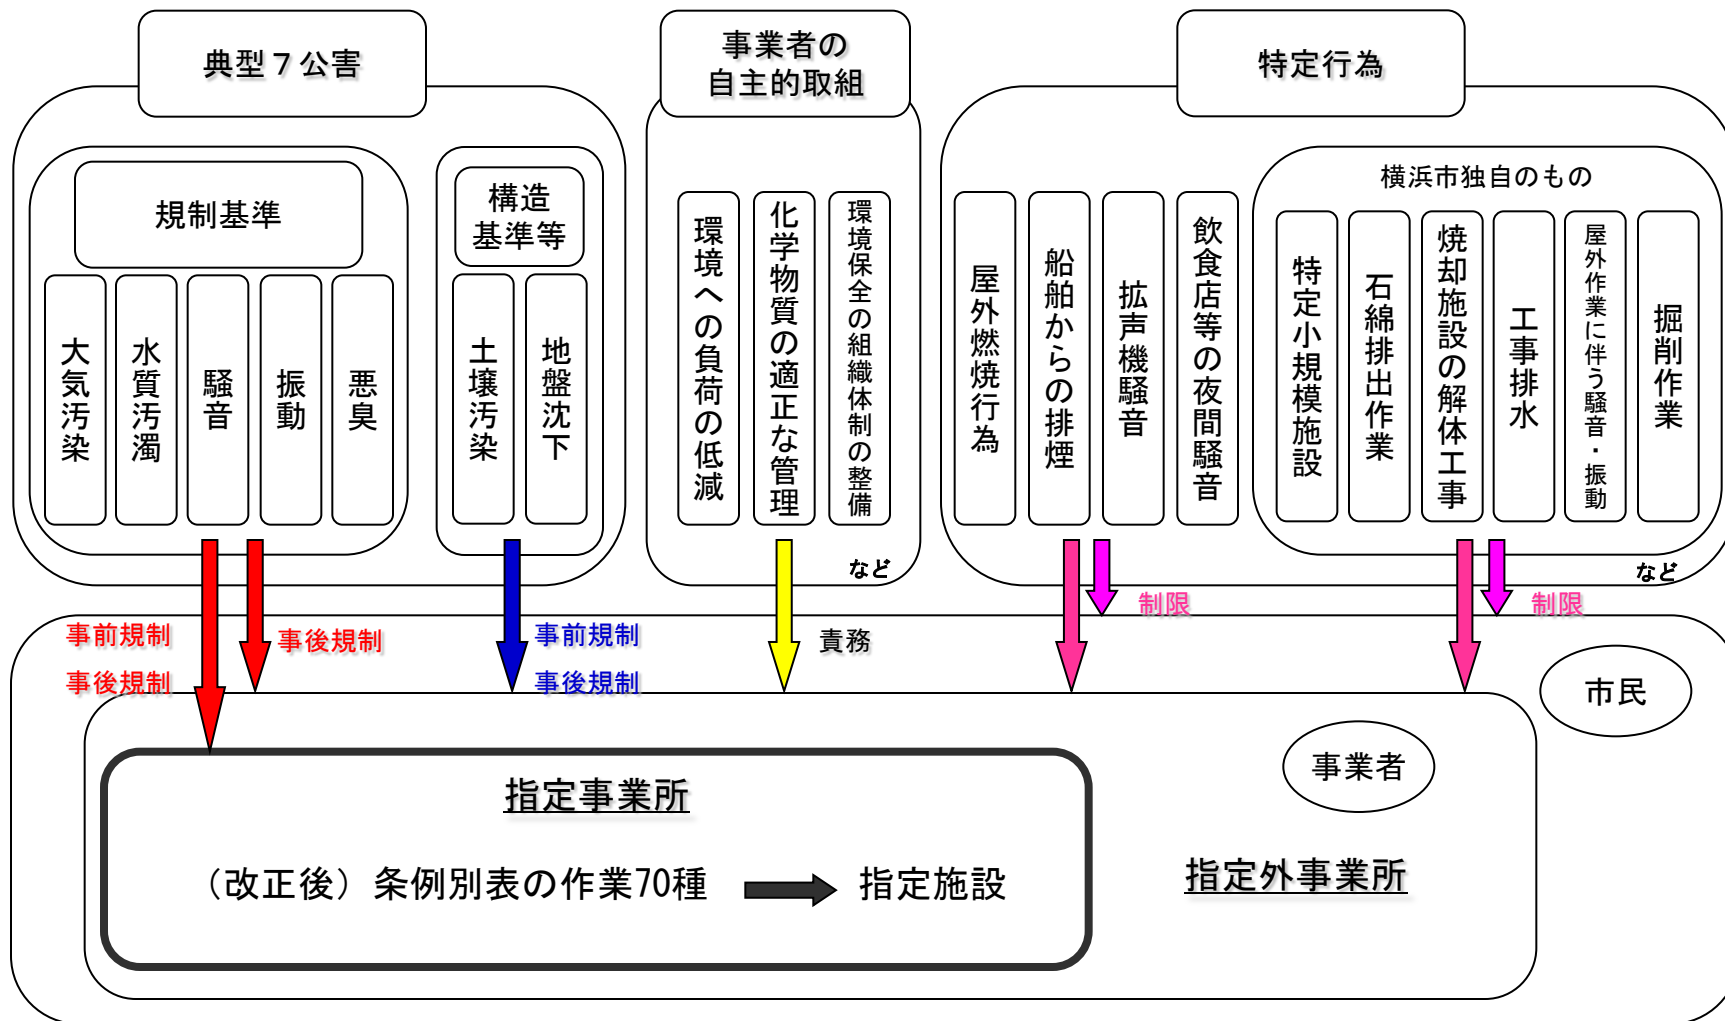 典型７公害
規制基準
大気汚染
水質汚濁
騒音
振動
悪臭
構造
基準等
土壌汚染
地盤沈下
事業者の
自主的取組
環境への負荷の低減
化学物質の適正な管理
環境保全の組織体制の整備
など
特定行為
屋外燃焼行為
船舶からの排煙
拡声機騒音
飲食店等の夜間騒音
横浜市独自のもの
特定小規模施設
石綿排出作業
焼却施設の解体工事
工事排水
屋外作業に伴う騒音・振動
掘削作業
など
事前規制
事後規制
事後規制
事前規制
事後規制
責務
制限
制限
市民
事業者
指定事業所
（改正後）条例別表の作業70種
指定施設
指定外事業所